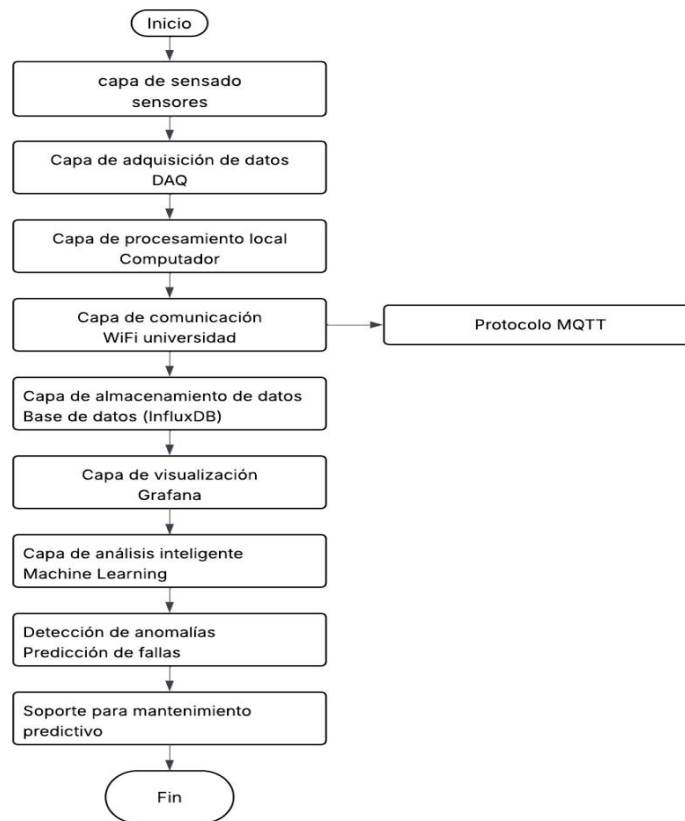 Inicio
capa de sensado
sensores
Capa de adquisición de datos
DAQ
Capa de procesamiento local
Computador
Capa de comunicación
WiFi universidad
Protocolo MQTT
Capa de almacenamiento de datos
Base de datos (InfluxDB)
Capa de visualización
Grafana
Capa de análisis inteligente
Machine Learning
Detección de anomalías
Predicción de fallas
Soporte para mantenimiento
predictivo
Fin